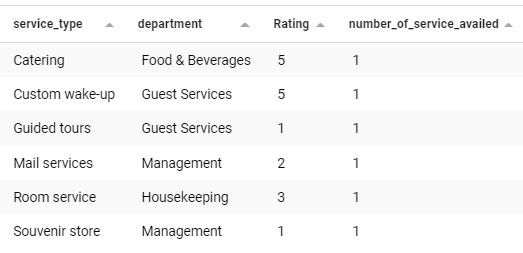 service_type department Rating number_of_service_availed
Catering Food & Beverages 5 1
Custom wake-up Guest Services 5 1
Guided tours Guest Services 1 1
Mail services Management 2 1
Room service Housekeeping 3 1
Souvenir store Management 1 1